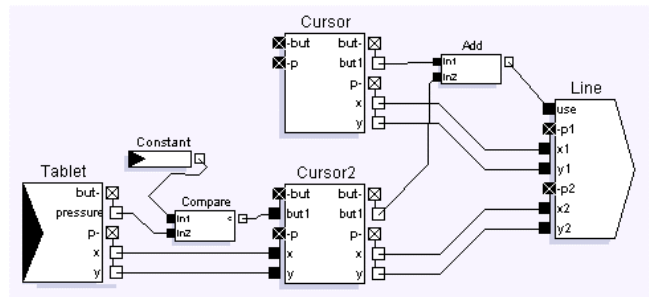 Cursor
-but but-
-p but1
p-
x
y
Add
In1
In2
Line
use
-p1
x1
y1
-p2
x2
y2
Constant
Tablet
but-
pressure
p-
x
y
Compare
In1 <
In2
Cursor2
-but but-
but1 but1
-p p-
x x
y y